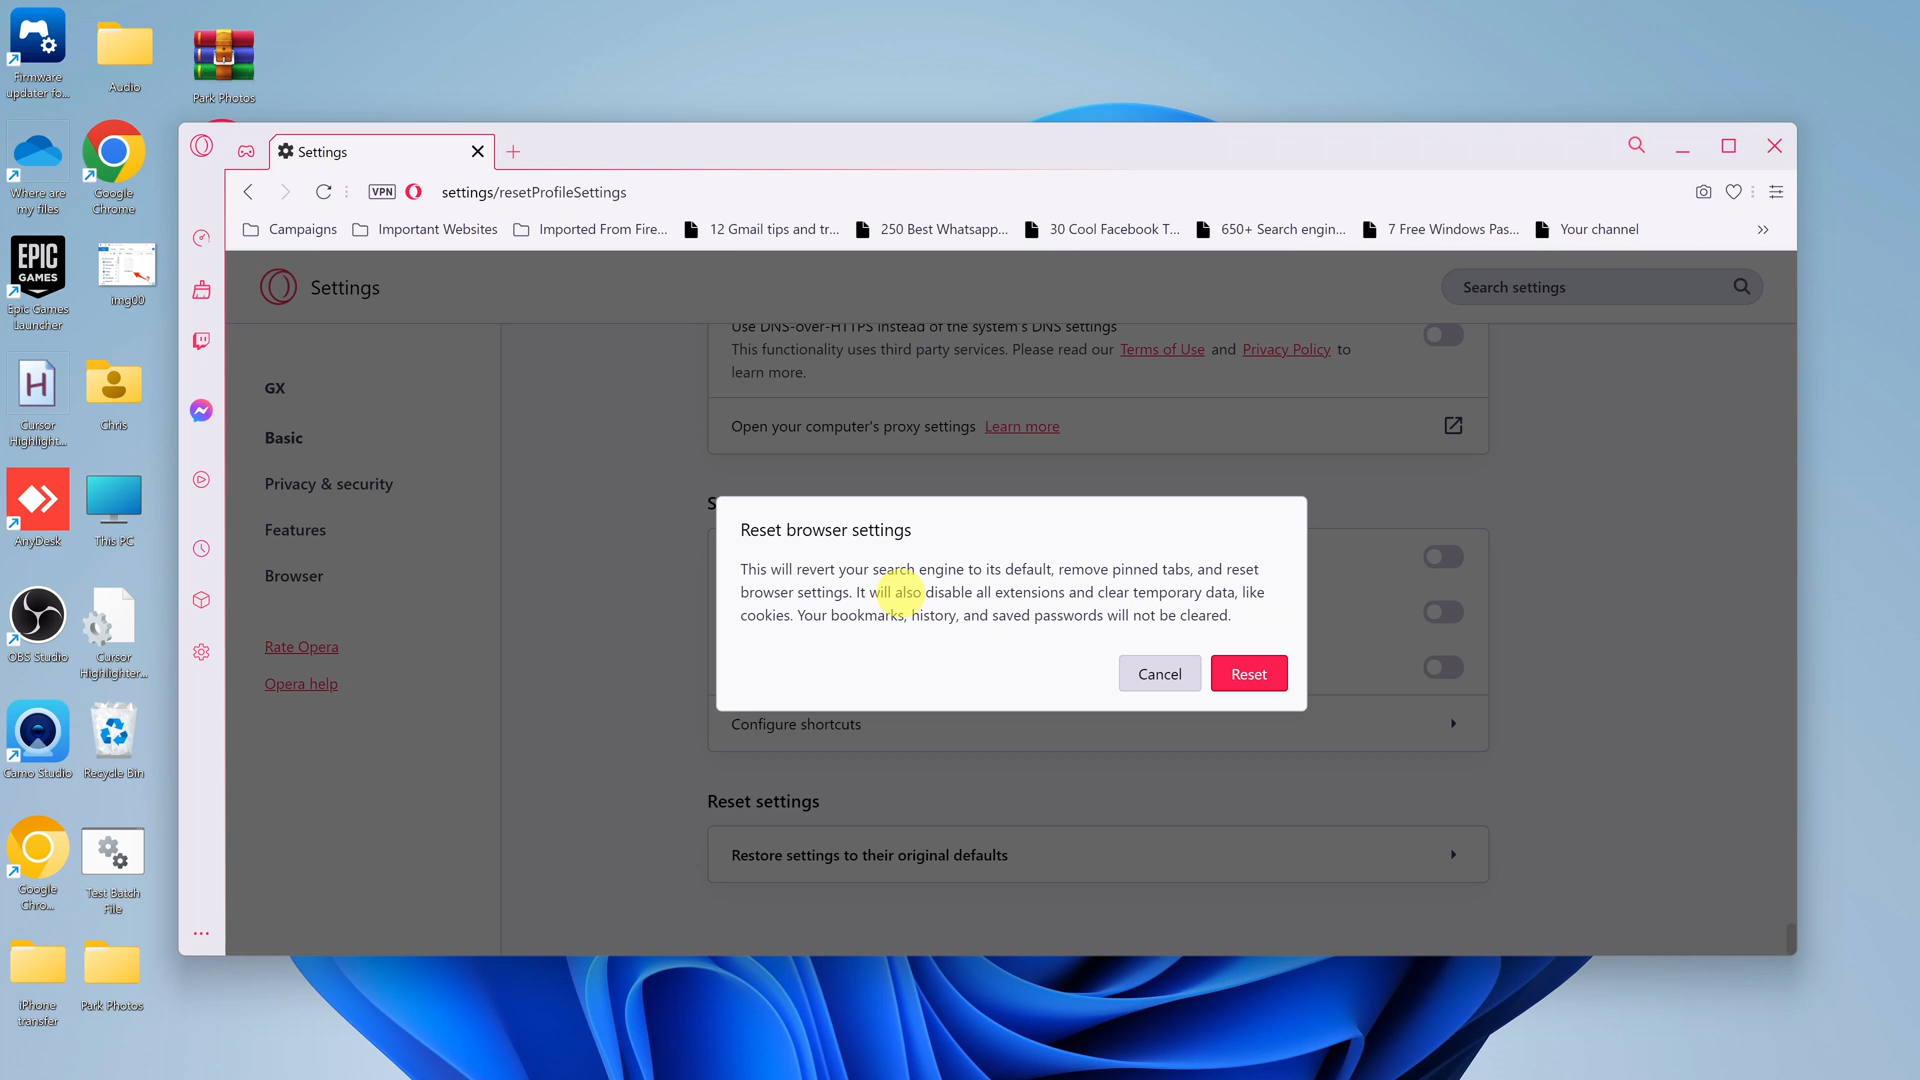 Firmware
updater fo...
Audio
Park Photos
Where are
my files
Google
Chrome
EPIC
GAMES
Epic Games
Launcher
img00
H
Cursor
Highlight...
Chris
AnyDesk
This PC
OBS Studio
Cursor
Highlighter...
Camo Studio
Recycle Bin
Google
Chro...
Test Batch
File
iPhone
transfer
Park Photos
Settings
VPN
settings/resetProfileSettings
Campaigns
Important Websites
Imported From Fire...
12 Gmail tips and tr...
250 Best Whatsapp...
30 Cool Facebook T...
650+ Search engin...
7 Free Windows Pas...
Your channel
Settings
Search settings
GX
Basic
Privacy & security
Features
Browser
Rate Opera
Opera help
Use DNS-over-HTTPS instead of the system's DNS settings
This functionality uses third party services. Please read our Terms of Use and Privacy Policy to
learn more.
Open your computer's proxy settings Learn more
S
Reset browser settings
This will revert your search engine to its default, remove pinned tabs, and reset
browser settings. It will also disable all extensions and clear temporary data, like
cookies. Your bookmarks, history, and saved passwords will not be cleared.
Cancel
Reset
Configure shortcuts
Reset settings
Restore settings to their original defaults